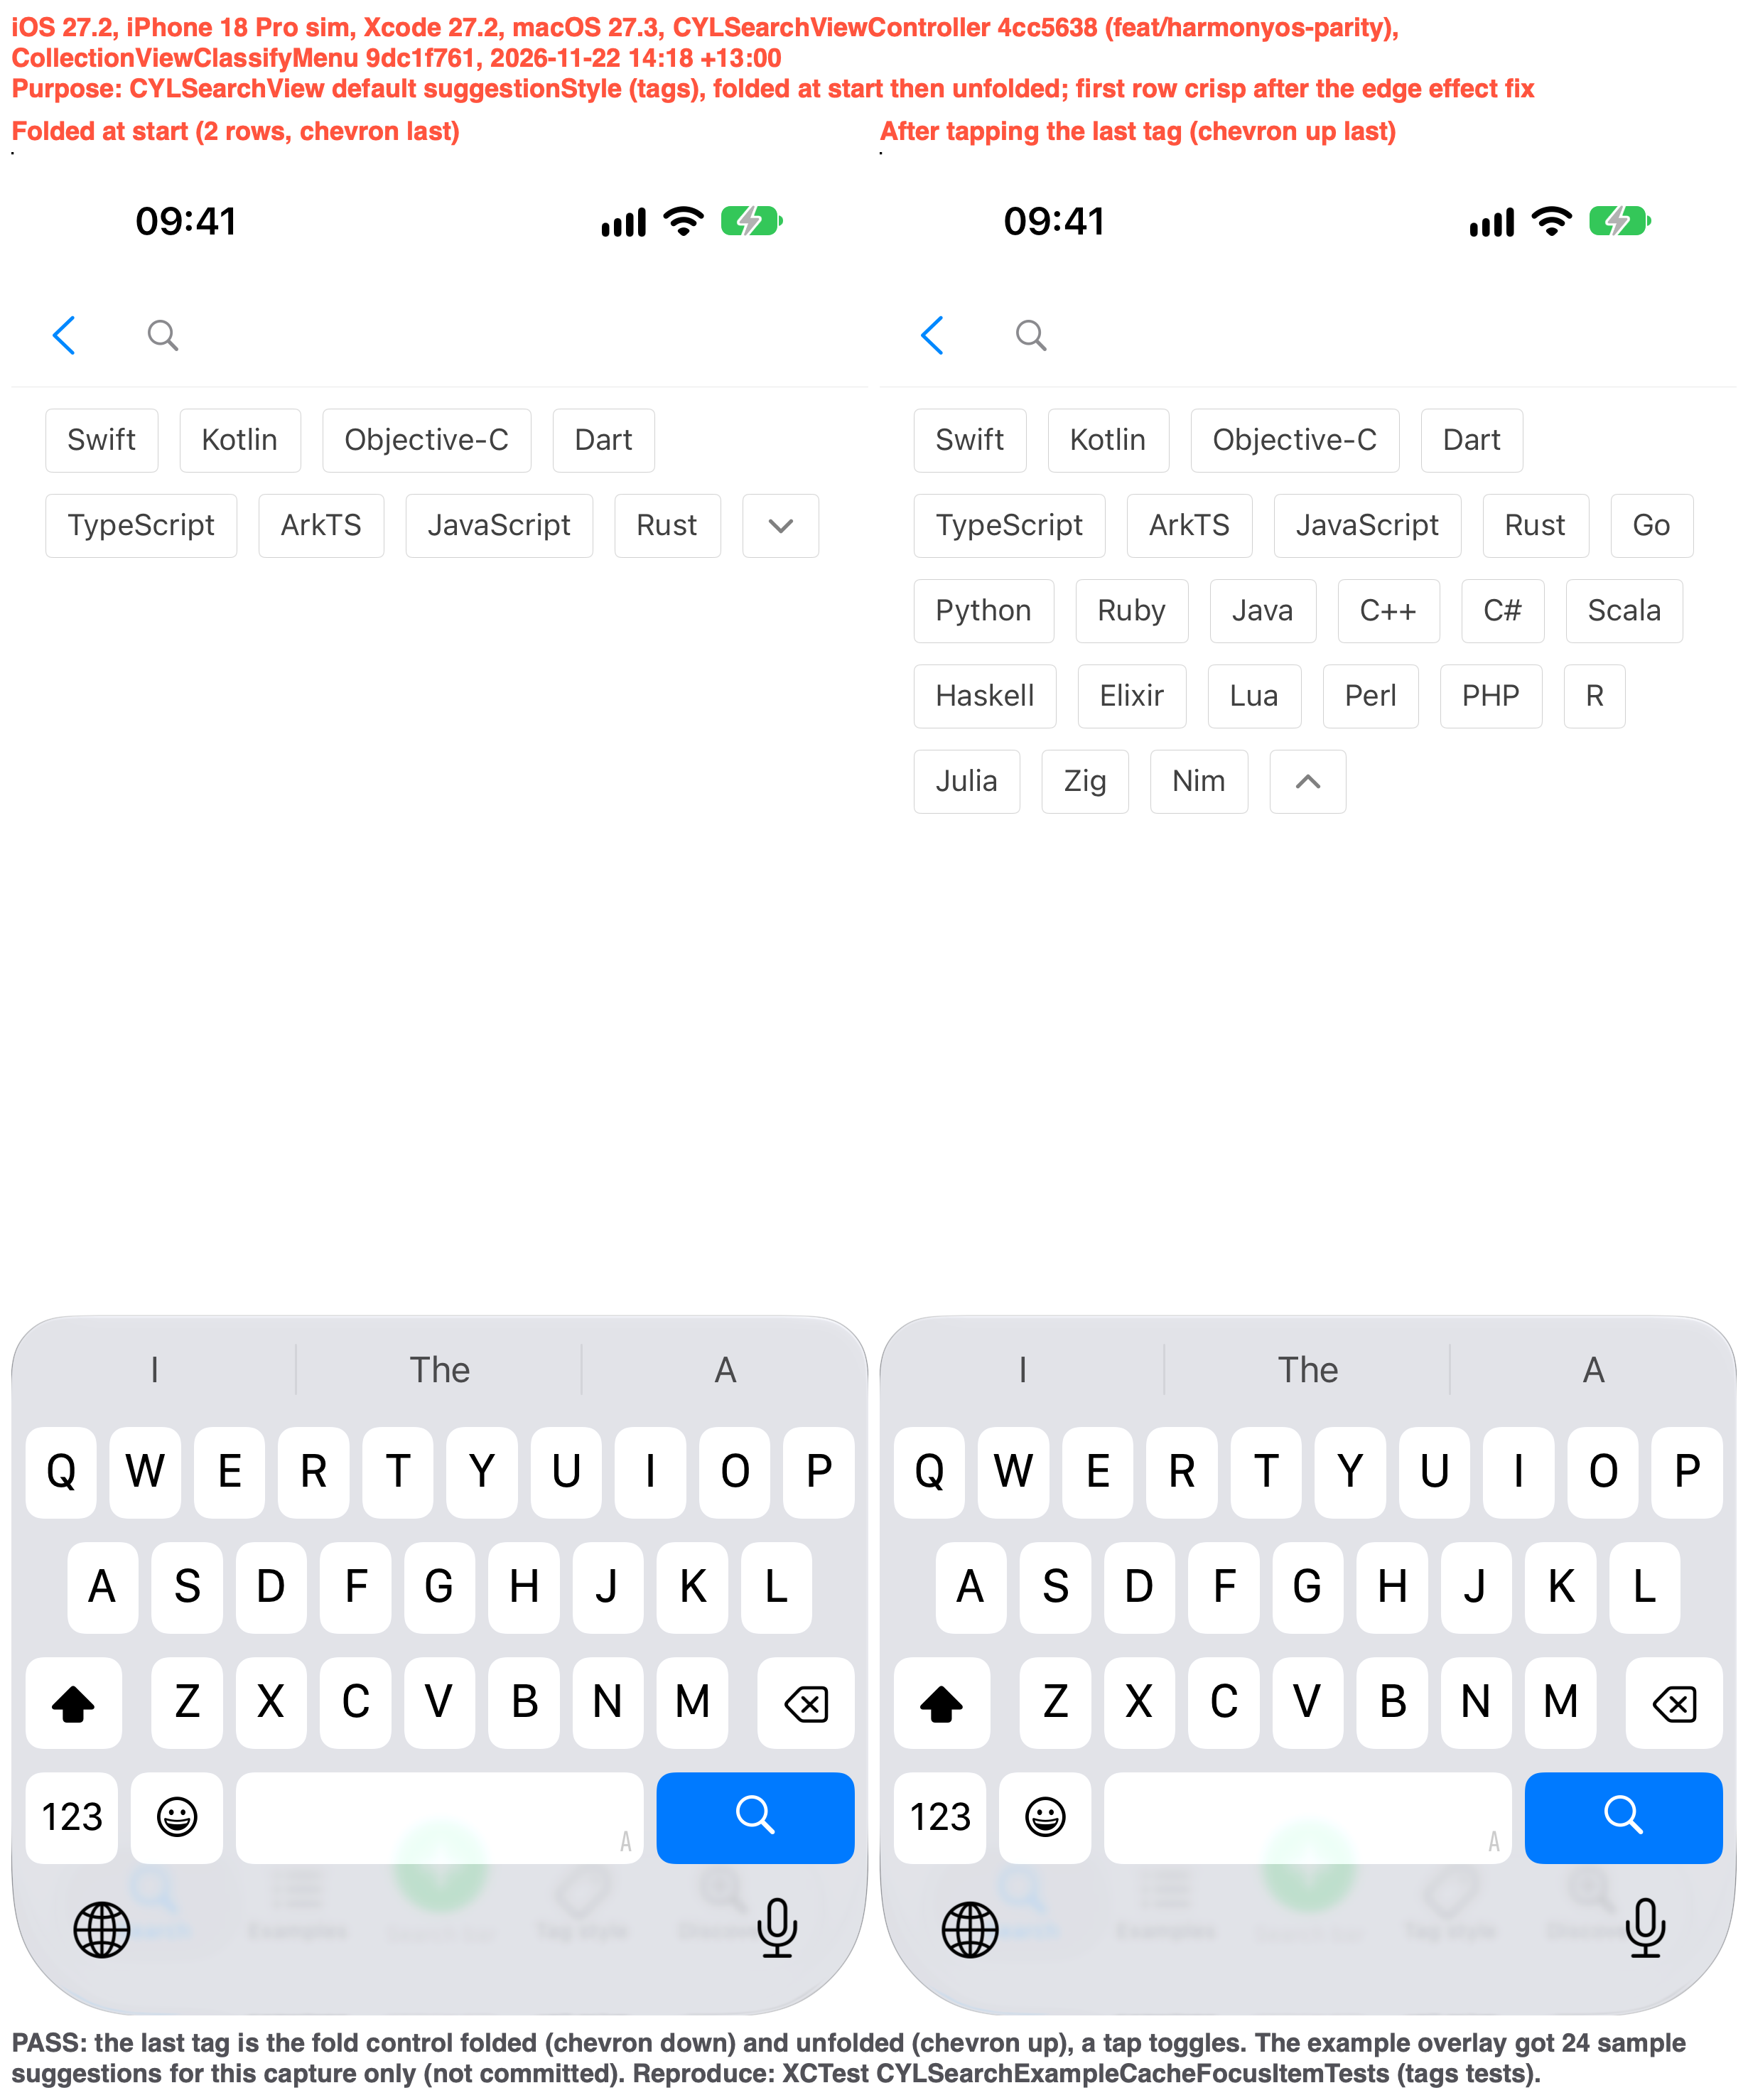 iOS 27.2, iPhone 18 Pro sim, Xcode 27.2, macOS 27.3, CYLSearchViewController 4cc5638 (feat/harmonyos-parity),
CollectionViewClassifyMenu 9dc1f761, 2026-11-22 14:18 +13:00
Purpose: CYLSearchView default suggestionStyle (tags), folded at start then unfolded; first row crisp after the edge effect fix
Folded at start (2 rows, chevron last)
09:41
Swift Kotlin Objective-C Dart
TypeScript ArkTS JavaScript Rust
I The A
Q W E R T Y U I O P
A S D F G H J K L
Z X C V B N M
123
A
Examples
Tag style
After tapping the last tag (chevron up last)
09:41
Swift Kotlin Objective-C Dart
TypeScript ArkTS JavaScript Rust Go
Python Ruby Java C++ C# Scala
Haskell Elixir Lua Perl PHP R
Julia Zig Nim
I The A
Q W E R T Y U I O P
A S D F G H J K L
Z X C V B N M
123
A
Examples
Tag style
PASS: the last tag is the fold control folded (chevron down) and unfolded (chevron up), a tap toggles. The example overlay got 24 sample
suggestions for this capture only (not committed). Reproduce: XCTest CYLSearchExampleCacheFocusItemTests (tags tests).